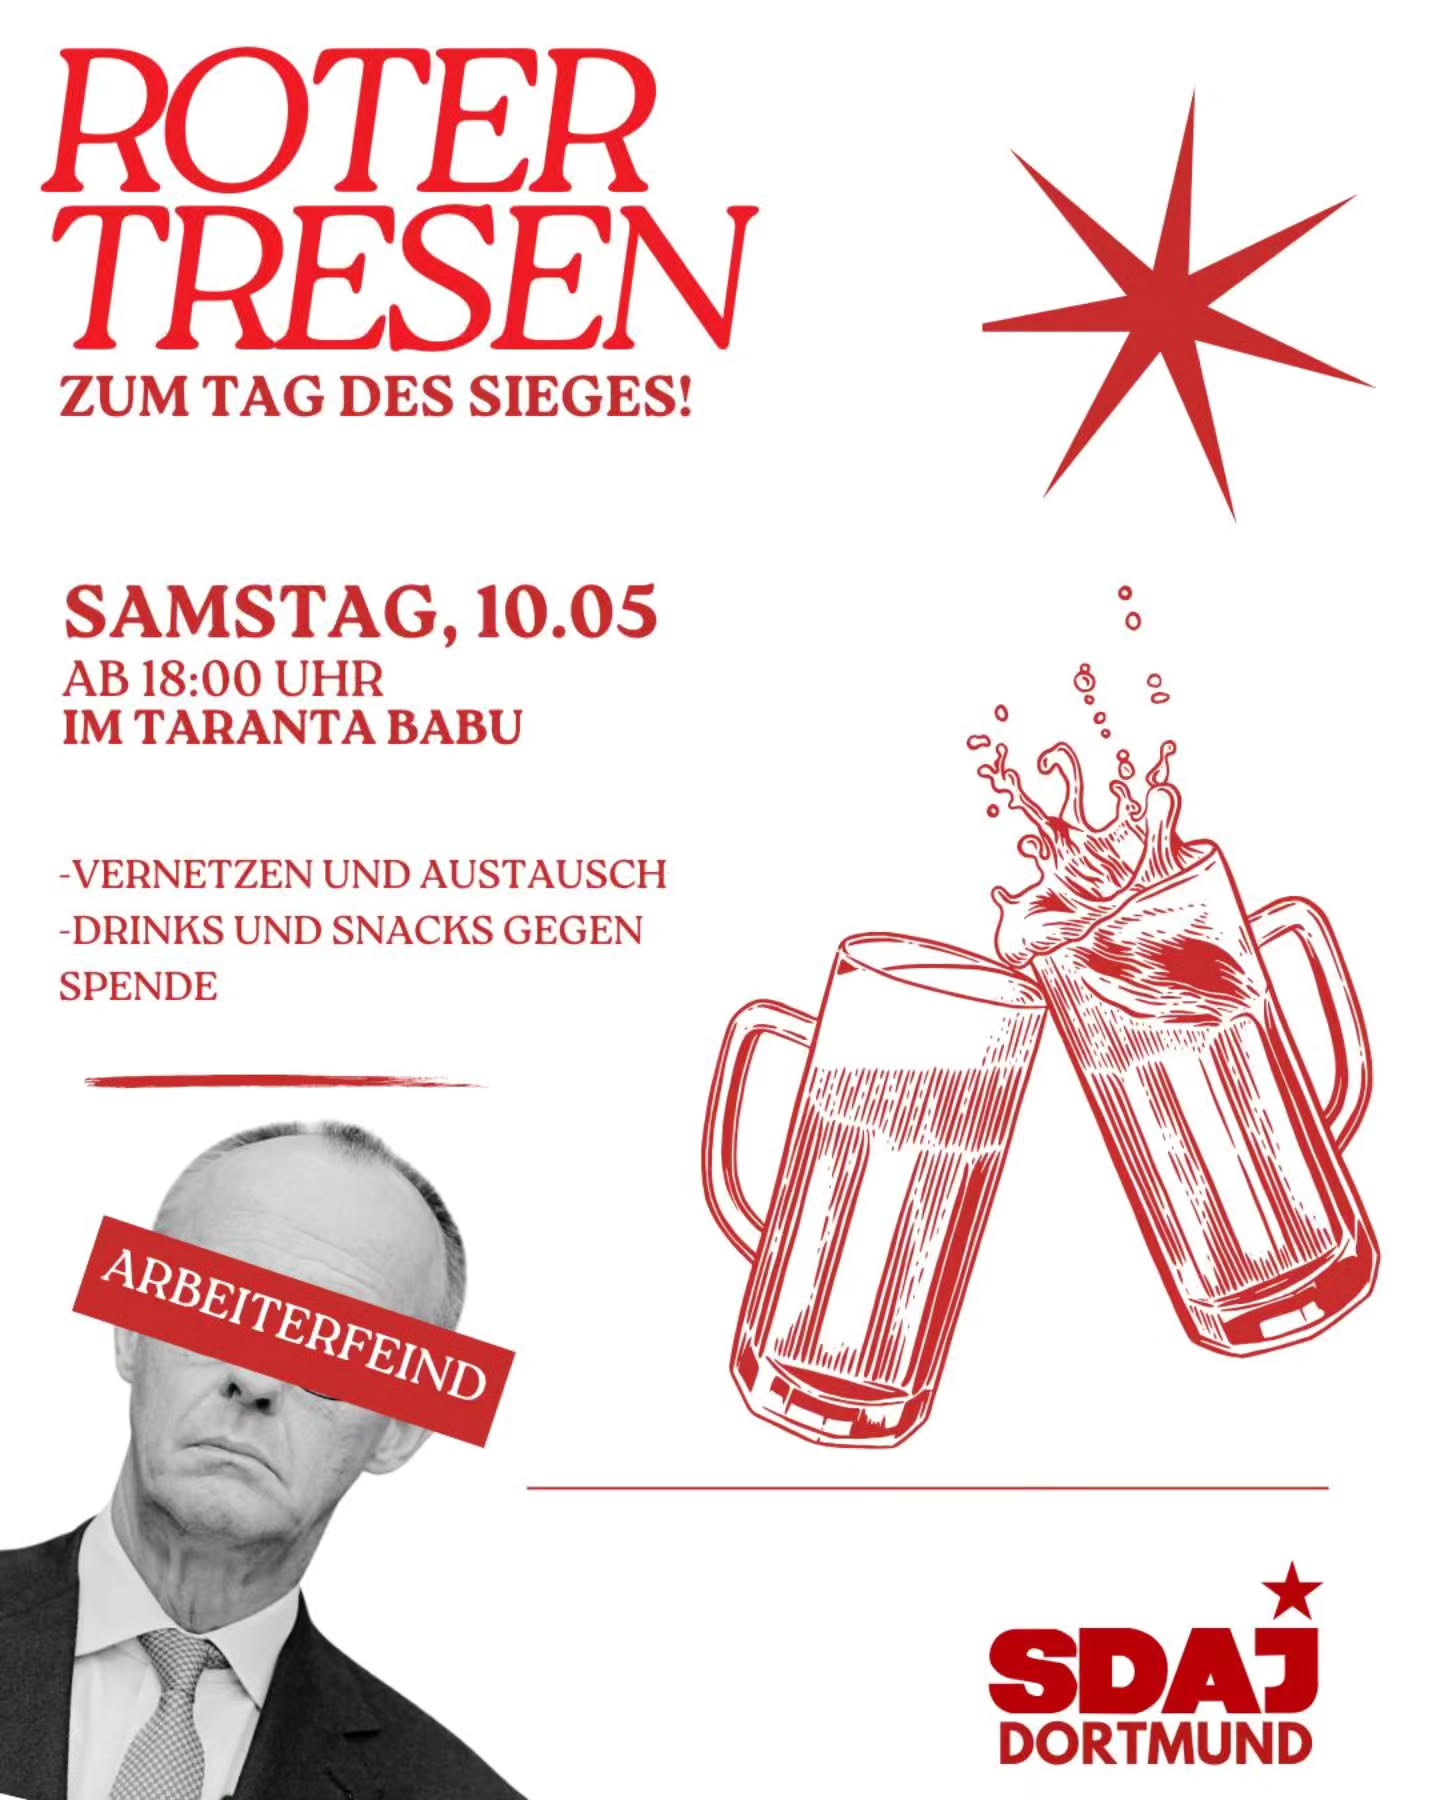 ROTER
TRESEN
ZUM TAG DES SIEGES!
SAMSTAG, 10.05
AB 18:00 UHR
IM TARANTA BABU
-VERNETZEN UND AUSTAUSCH
-DRINKS UND SNACKS GEGEN
SPENDE
ARBEITERFEIND
SDAJ
DORTMUND